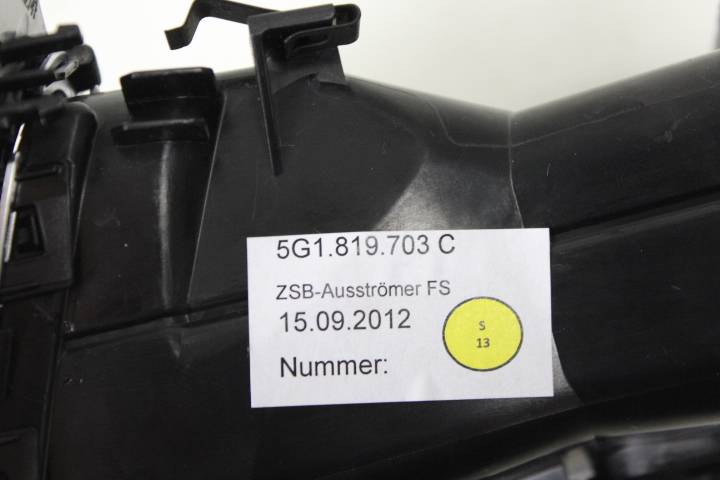 5G1.819.703 C
ZSB-Ausströmer FS
15.09.2012
S
13
Nummer: